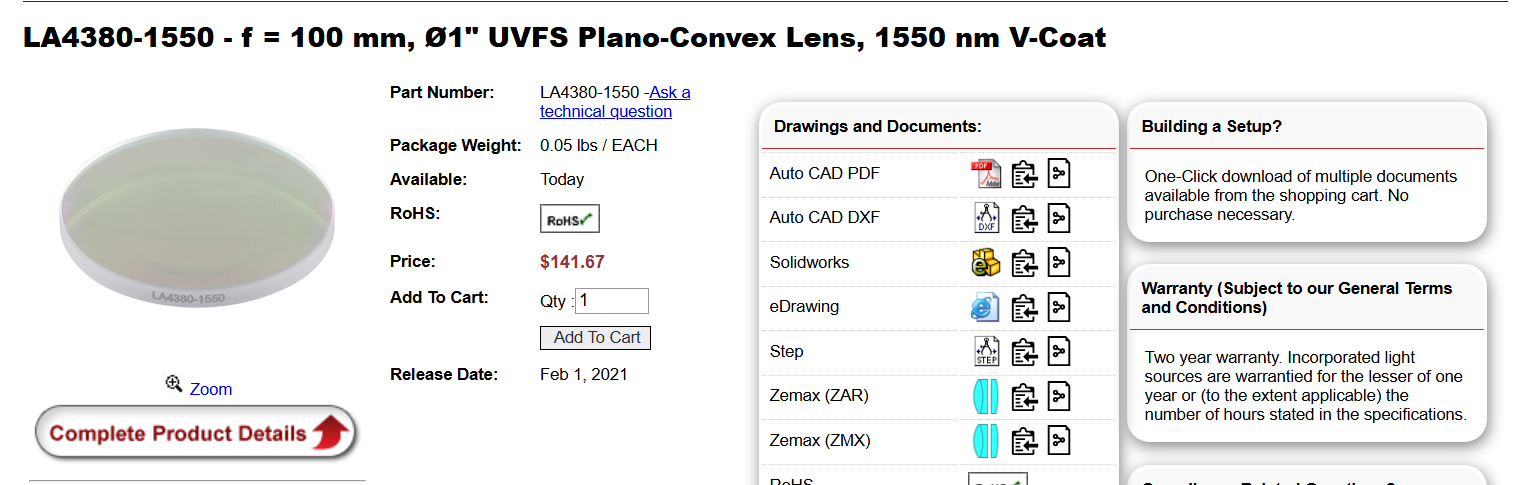 LA4380-1550 - f = 100 mm, Ø1" UVFS Plano-Convex Lens, 1550 nm V-Coat
LA4380-1550
Zoom
Complete Product Details
Part Number: LA4380-1550 -Ask a
technical question
Package Weight: 0.05 lbs / EACH
Available: Today
RoHS: RoHS
Price: $141.67
Add To Cart: Qty : 1
Add To Cart
Release Date: Feb 1, 2021
Drawings and Documents:
Auto CAD PDF
PDF
Adobe
Auto CAD DXF
DXF
Solidworks
eDrawing
Step
STEP
Zemax (ZAR)
Zemax (ZMX)
RoHS
Building a Setup?
One-Click download of multiple documents
available from the shopping cart. No
purchase necessary.
Warranty (Subject to our General Terms
and Conditions)
Two year warranty. Incorporated light
sources are warrantied for the lesser of one
year or (to the extent applicable) the
number of hours stated in the specifications.